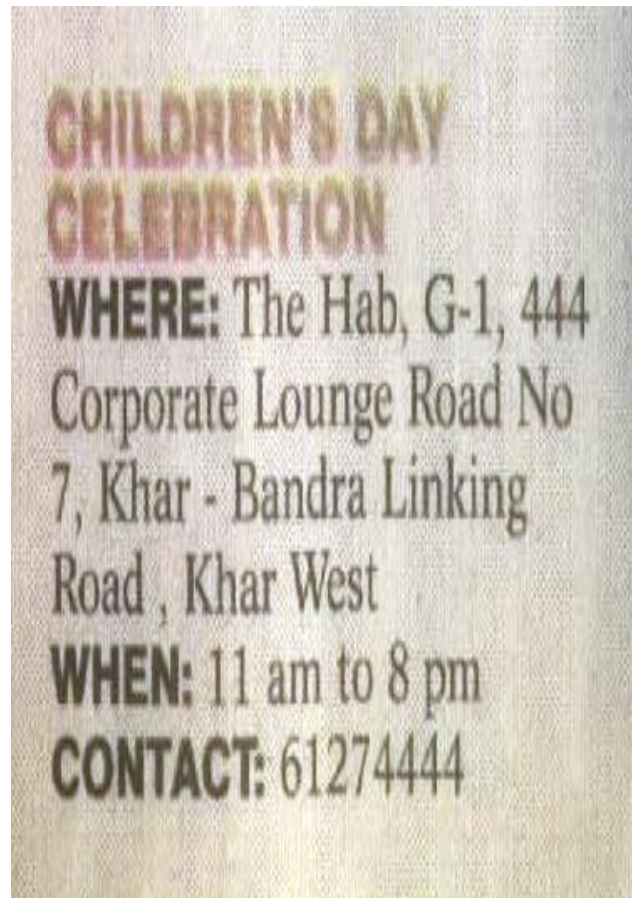 CHILDREN'S DAY
CELEBRATION
WHERE: The Hab, G-1, 444
Corporate Lounge Road No
7, Khar - Bandra Linking
Road , Khar West
WHEN: 11 am to 8 pm
CONTACT: 61274444